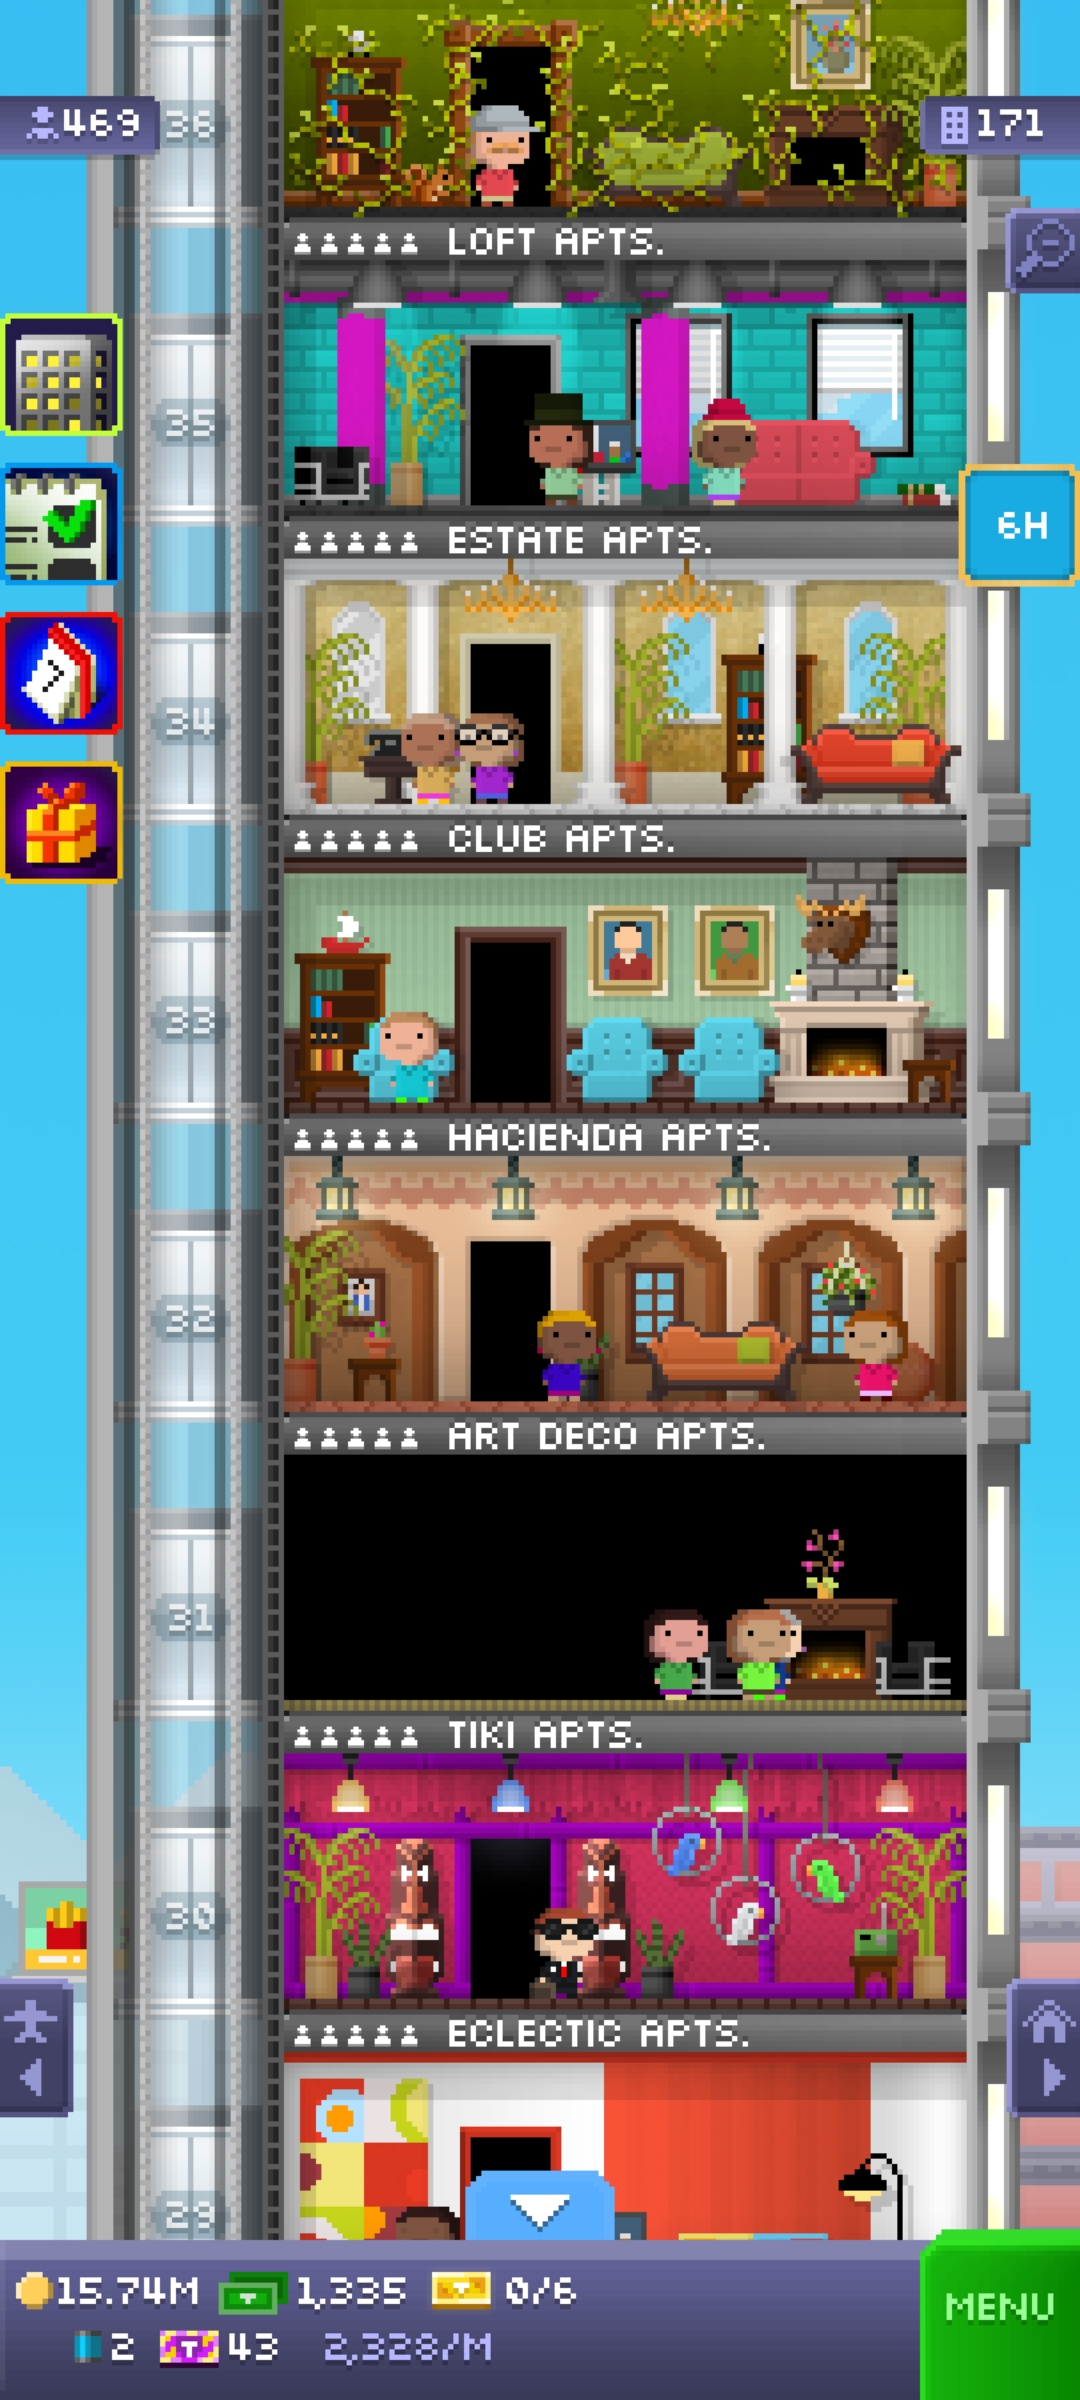 469
36
171
LOFT APTS.
35
6H
ESTATE APTS.
34
7
CLUB APTS.
33
HACIENDA APTS.
32
ART DECO APTS.
31
TIKI APTS.
30
ECLECTIC APTS.
29
15.74M 1,335 0/6
MENU
2 T 43 2,328/M